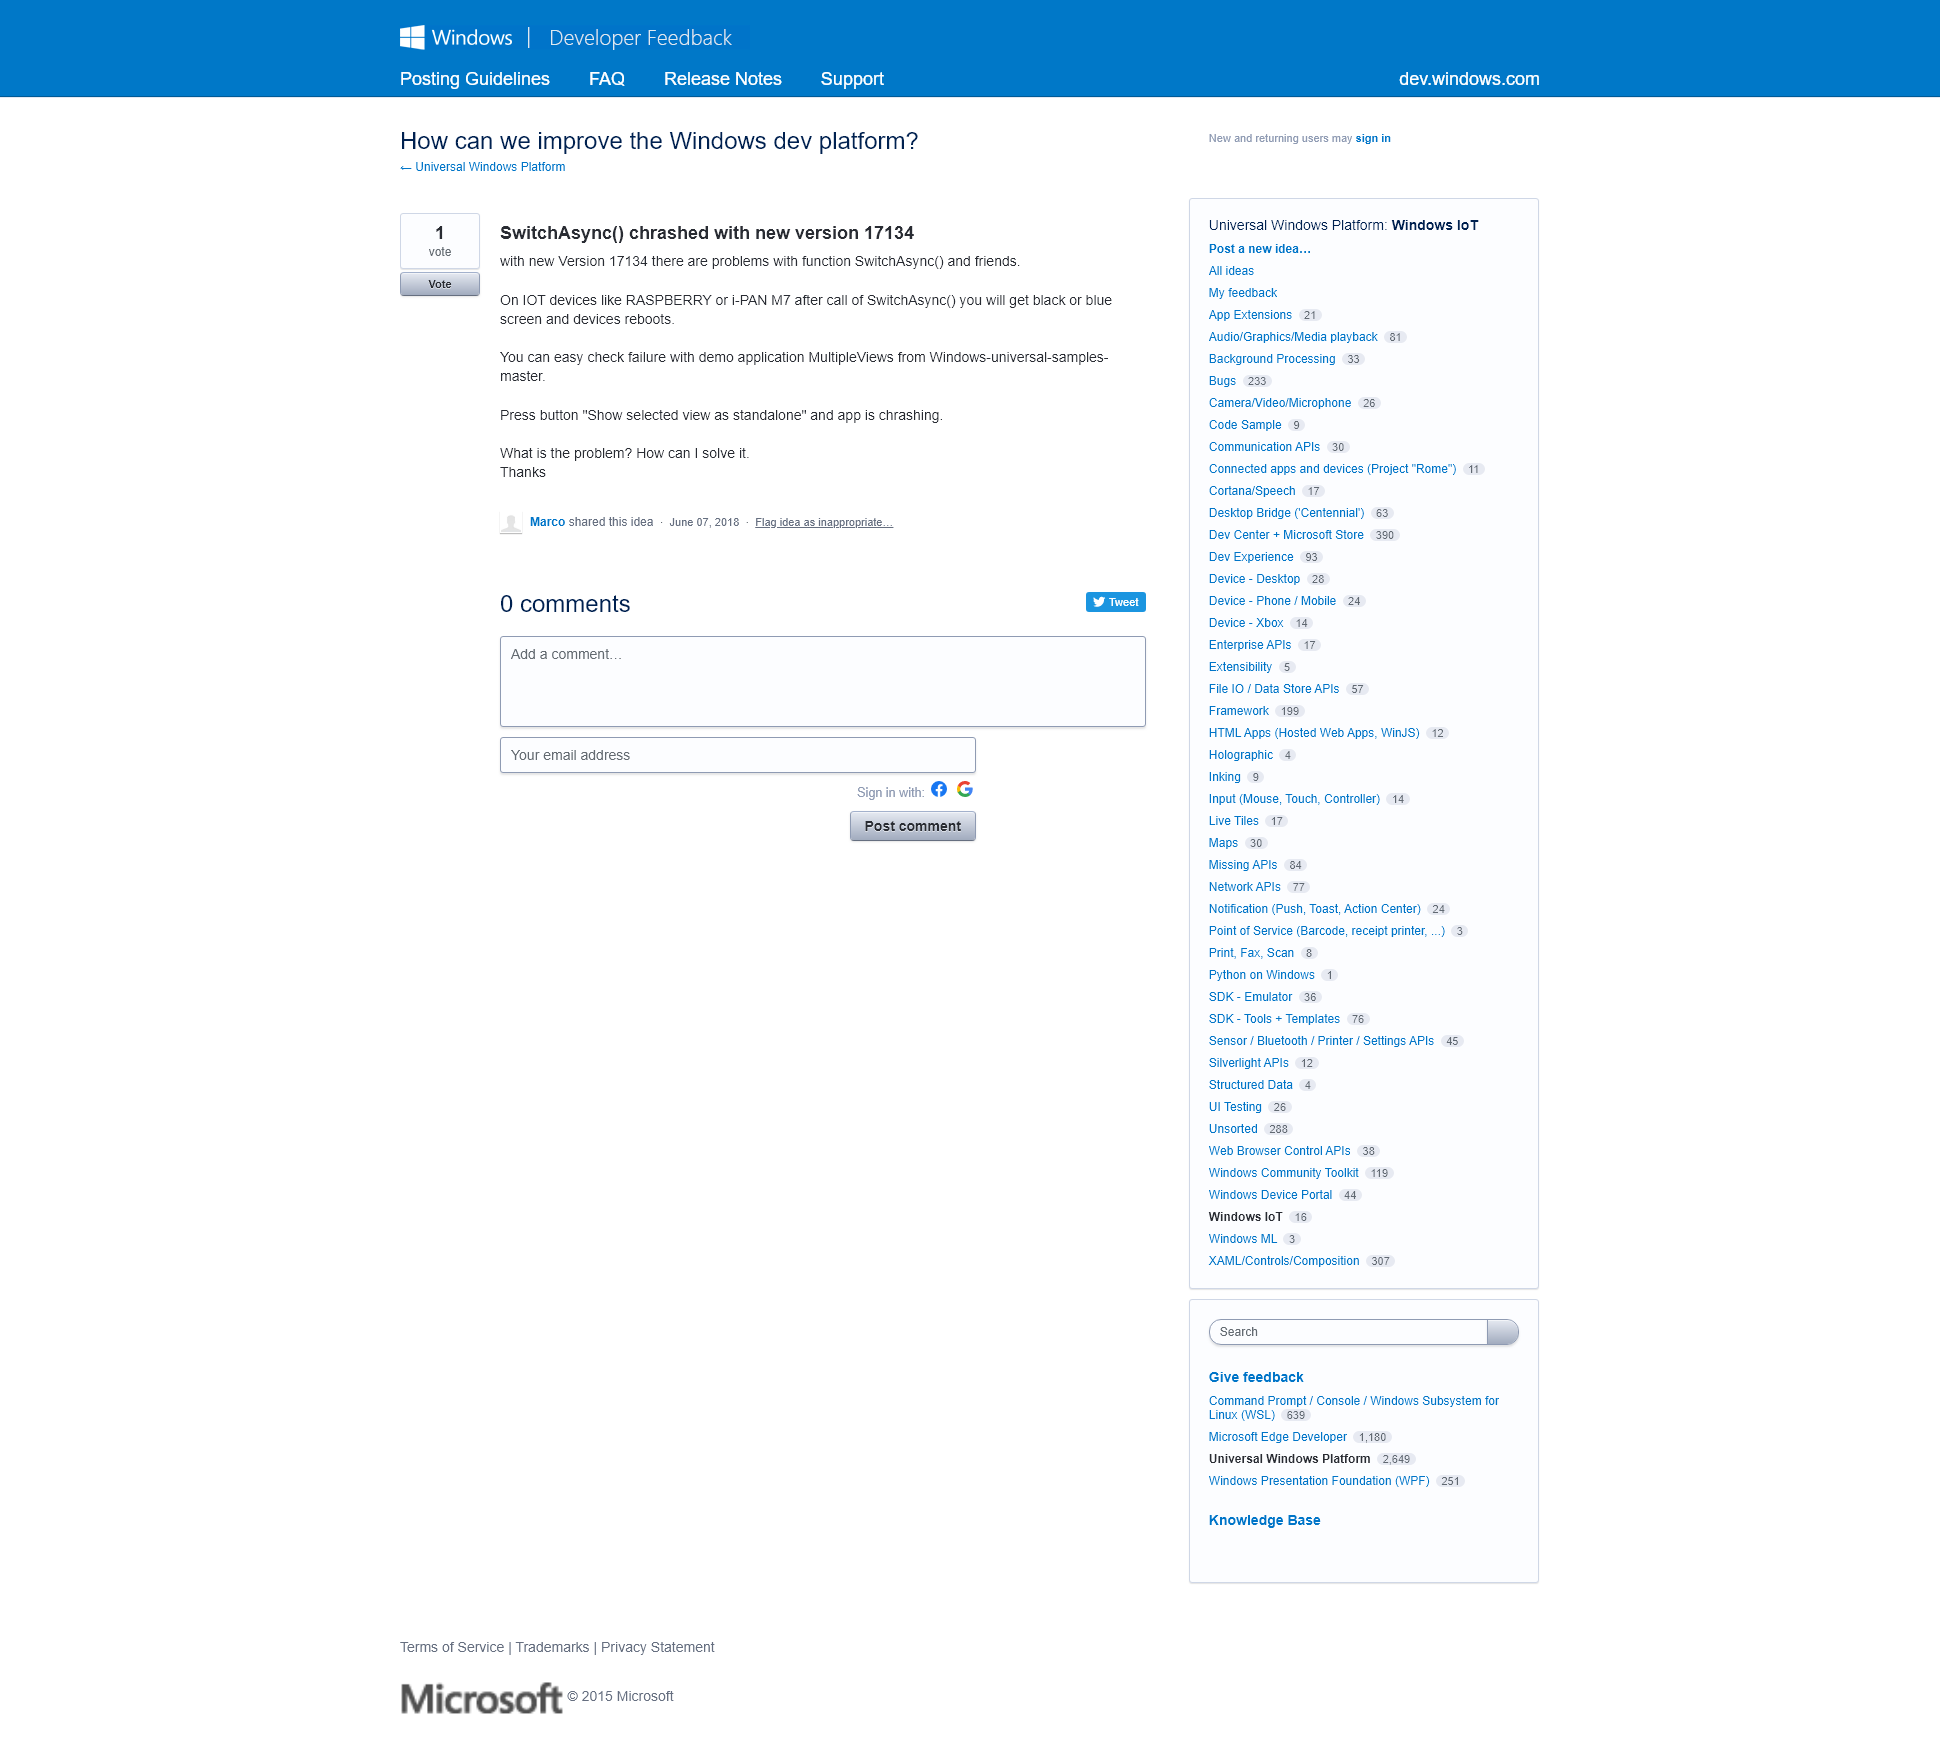 Windows | Developer Feedback
Posting Guidelines FAQ Release Notes Support dev.windows.com
How can we improve the Windows dev platform?
← Universal Windows Platform
New and returning users may sign in
1
vote
Vote
SwitchAsync() chrashed with new version 17134
with new Version 17134 there are problems with function SwitchAsync() and friends.
On IOT devices like RASPBERRY or i-PAN M7 after call of SwitchAsync() you will get black or blue
screen and devices reboots.
You can easy check failure with demo application MultipleViews from Windows-universal-samples-
master.
Press button "Show selected view as standalone" and app is chrashing.
What is the problem? How can I solve it.
Thanks
Marco shared this idea · June 07, 2018 · Flag idea as inappropriate…
0 comments
Tweet
Add a comment…
Your email address
Sign in with:
Post comment
Universal Windows Platform: Windows IoT
Post a new idea…
All ideas
My feedback
App Extensions 21
Audio/Graphics/Media playback 81
Background Processing 33
Bugs 233
Camera/Video/Microphone 26
Code Sample 9
Communication APIs 30
Connected apps and devices (Project "Rome") 11
Cortana/Speech 17
Desktop Bridge ('Centennial') 63
Dev Center + Microsoft Store 390
Dev Experience 93
Device - Desktop 28
Device - Phone / Mobile 24
Device - Xbox 14
Enterprise APIs 17
Extensibility 5
File IO / Data Store APIs 57
Framework 199
HTML Apps (Hosted Web Apps, WinJS) 12
Holographic 4
Inking 9
Input (Mouse, Touch, Controller) 14
Live Tiles 17
Maps 30
Missing APIs 84
Network APIs 77
Notification (Push, Toast, Action Center) 24
Point of Service (Barcode, receipt printer, ...) 3
Print, Fax, Scan 8
Python on Windows 1
SDK - Emulator 36
SDK - Tools + Templates 76
Sensor / Bluetooth / Printer / Settings APIs 45
Silverlight APIs 12
Structured Data 4
UI Testing 26
Unsorted 288
Web Browser Control APIs 38
Windows Community Toolkit 119
Windows Device Portal 44
Windows IoT 16
Windows ML 3
XAML/Controls/Composition 307
Search
Give feedback
Command Prompt / Console / Windows Subsystem for
Linux (WSL) 639
Microsoft Edge Developer 1,180
Universal Windows Platform 2,649
Windows Presentation Foundation (WPF) 251
Knowledge Base
Terms of Service | Trademarks | Privacy Statement
Microsoft © 2015 Microsoft